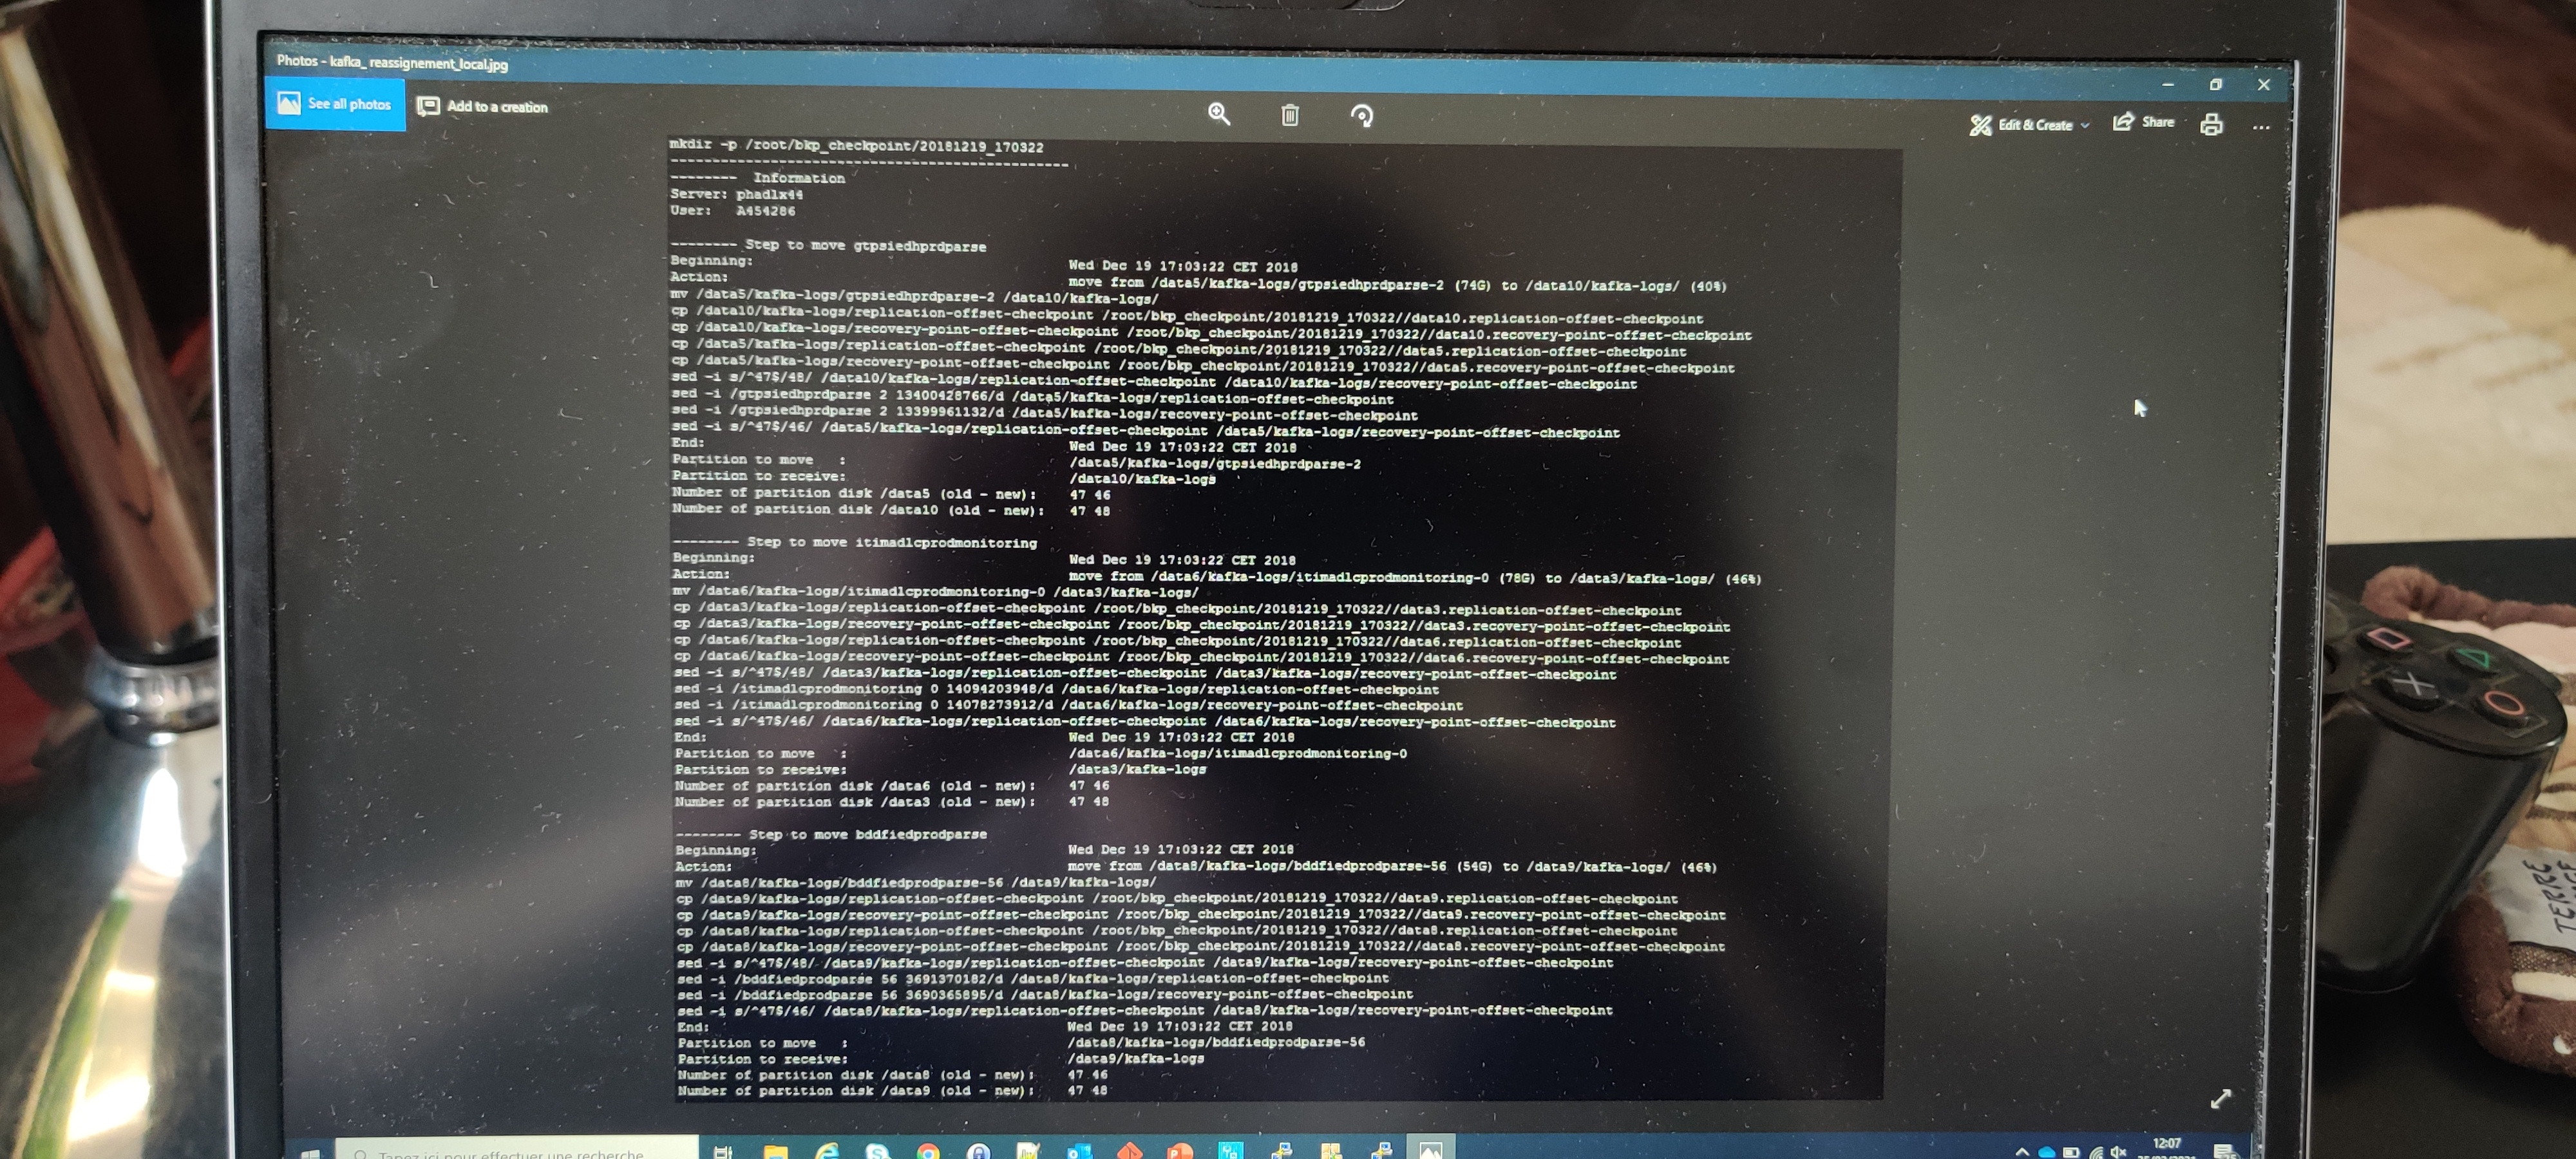 Photos - kafka_ reassignement_local.jpg
See all photos
Add to a creation
Edit & Create
Share
mkdir -p /root/bkp_checkpoint/20181219_170322
------------------------------------------------
-------- Information
Server: phadlx44
User: A454286
-------- Step to move gtpsiedhprdparse
Beginning: Wed Dec 19 17:03:22 CET 2018
Action: move from /data5/kafka-logs/gtpsiedhprdparse-2 (74G) to /data10/kafka-logs/ (40%)
mv /data5/kafka-logs/gtpsiedhprdparse-2 /data10/kafka-logs/
cp /data10/kafka-logs/replication-offset-checkpoint /root/bkp_checkpoint/20181219_170322//data10.replication-offset-checkpoint
cp /data10/kafka-logs/recovery-point-offset-checkpoint /root/bkp_checkpoint/20181219_170322//data10.recovery-point-offset-checkpoint
cp /data5/kafka-logs/replication-offset-checkpoint /root/bkp_checkpoint/20181219_170322//data5.replication-offset-checkpoint
cp /data5/kafka-logs/recovery-point-offset-checkpoint /root/bkp_checkpoint/20181219_170322//data5.recovery-point-offset-checkpoint
sed -i s/^47$/48/ /data10/kafka-logs/replication-offset-checkpoint /data10/kafka-logs/recovery-point-offset-checkpoint
sed -i /gtpsiedhprdparse 2 13400428766/d /data5/kafka-logs/replication-offset-checkpoint
sed -i /gtpsiedhprdparse 2 13399961132/d /data5/kafka-logs/recovery-point-offset-checkpoint
sed -i s/^47$/46/ /data5/kafka-logs/replication-offset-checkpoint /data5/kafka-logs/recovery-point-offset-checkpoint
End: Wed Dec 19 17:03:22 CET 2018
Partition to move : /data5/kafka-logs/gtpsiedhprdparse-2
Partition to receive: /data10/kafka-logs
Number of partition disk /data5 (old - new): 47 46
Number of partition disk /data10 (old - new): 47 48
-------- Step to move itimadlcprodmonitoring
Beginning: Wed Dec 19 17:03:22 CET 2018
Action: move from /data6/kafka-logs/itimadlcprodmonitoring-0 (78G) to /data3/kafka-logs/ (46%)
mv /data6/kafka-logs/itimadlcprodmonitoring-0 /data3/kafka-logs/
cp /data3/kafka-logs/replication-offset-checkpoint /root/bkp_checkpoint/20181219_170322//data3.replication-offset-checkpoint
cp /data3/kafka-logs/recovery-point-offset-checkpoint /root/bkp_checkpoint/20181219_170322//data3.recovery-point-offset-checkpoint
cp /data6/kafka-logs/replication-offset-checkpoint /root/bkp_checkpoint/20181219_170322//data6.replication-offset-checkpoint
cp /data6/kafka-logs/recovery-point-offset-checkpoint /root/bkp_checkpoint/20181219_170322//data6.recovery-point-offset-checkpoint
sed -i s/^47$/48/ /data3/kafka-logs/replication-offset-checkpoint /data3/kafka-logs/recovery-point-offset-checkpoint
sed -i /itimadlcprodmonitoring 0 14094203948/d /data6/kafka-logs/replication-offset-checkpoint
sed -i /itimadlcprodmonitoring 0 14078273912/d /data6/kafka-logs/recovery-point-offset-checkpoint
sed -i s/^47$/46/ /data6/kafka-logs/replication-offset-checkpoint /data6/kafka-logs/recovery-point-offset-checkpoint
End: Wed Dec 19 17:03:22 CET 2018
Partition to move : /data6/kafka-logs/itimadlcprodmonitoring-0
Partition to receive: /data3/kafka-logs
Number of partition disk /data6 (old - new): 47 46
Number of partition disk /data3 (old - new): 47 48
-------- Step to move bddfiedprodparse
Beginning: Wed Dec 19 17:03:22 CET 2018
Action: move from /data8/kafka-logs/bddfiedprodparse-56 (54G) to /data9/kafka-logs/ (46%)
mv /data8/kafka-logs/bddfiedprodparse-56 /data9/kafka-logs/
cp /data9/kafka-logs/replication-offset-checkpoint /root/bkp_checkpoint/20181219_170322//data9.replication-offset-checkpoint
cp /data9/kafka-logs/recovery-point-offset-checkpoint /root/bkp_checkpoint/20181219_170322//data9.recovery-point-offset-checkpoint
cp /data8/kafka-logs/replication-offset-checkpoint /root/bkp_checkpoint/20181219_170322//data8.replication-offset-checkpoint
cp /data8/kafka-logs/recovery-point-offset-checkpoint /root/bkp_checkpoint/20181219_170322//data8.recovery-point-offset-checkpoint
sed -i s/^47$/48/ /data9/kafka-logs/replication-offset-checkpoint /data9/kafka-logs/recovery-point-offset-checkpoint
sed -i /bddfiedprodparse 56 3691370182/d /data8/kafka-logs/replication-offset-checkpoint
sed -i /bddfiedprodparse 56 3690365895/d /data8/kafka-logs/recovery-point-offset-checkpoint
sed -i s/^47$/46/ /data8/kafka-logs/replication-offset-checkpoint /data8/kafka-logs/recovery-point-offset-checkpoint
End: Wed Dec 19 17:03:22 CET 2018
Partition to move : /data8/kafka-logs/bddfiedprodparse-56
Partition to receive: /data9/kafka-logs
Number of partition disk /data8 (old - new): 47 46
Number of partition disk /data9 (old - new): 47 48
Tapez ici pour effectuer une recherche
12:07
TERRE